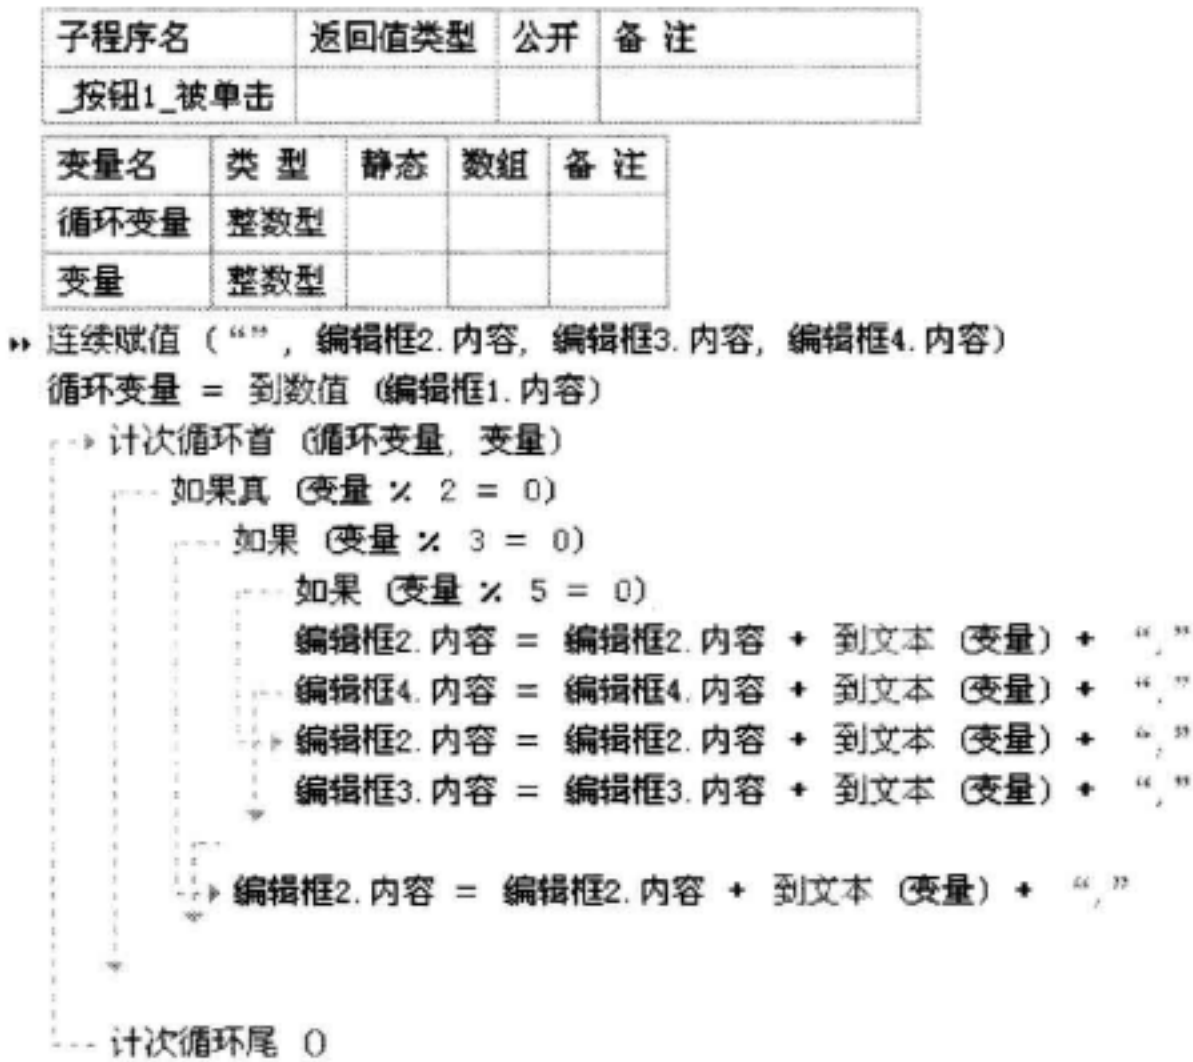 子程序名 返回值类型 公开 备 注
_按钮1_被单击
变量名 类 型 静态 数组 备 注
循环变量 整数型
变量 整数型
连续赋值 (“”, 编辑框2.内容, 编辑框3.内容, 编辑框4.内容)
循环变量 = 到数值 (编辑框1.内容)
计次循环首 (循环变量, 变量)
如果真 (变量 % 2 = 0)
如果 (变量 % 3 = 0)
如果 (变量 % 5 = 0)
编辑框2.内容 = 编辑框2.内容 + 到文本 (变量) + “,”
编辑框4.内容 = 编辑框4.内容 + 到文本 (变量) + “,”
编辑框2.内容 = 编辑框2.内容 + 到文本 (变量) + “,”
编辑框3.内容 = 编辑框3.内容 + 到文本 (变量) + “,”
编辑框2.内容 = 编辑框2.内容 + 到文本 (变量) + “,”
计次循环尾 ()